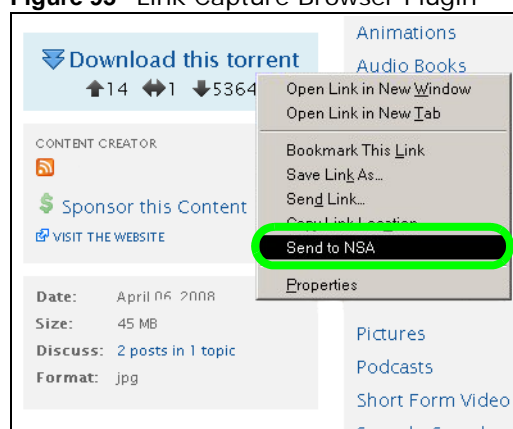 Link Capture Browser Plugin
Download this torrent
14 1 5364
CONTENT CREATOR
Sponsor this Content
VISIT THE WEBSITE
Date: April 06, 2008
Size: 45 MB
Discuss: 2 posts in 1 topic
Format: jpg
Open Link in New Window
Open Link in New Tab
Bookmark This Link
Save Link As...
Send Link...
Copy Link Location
Send to NSA
Properties
Animations
Audio Books
Pictures
Podcasts
Short Form Video